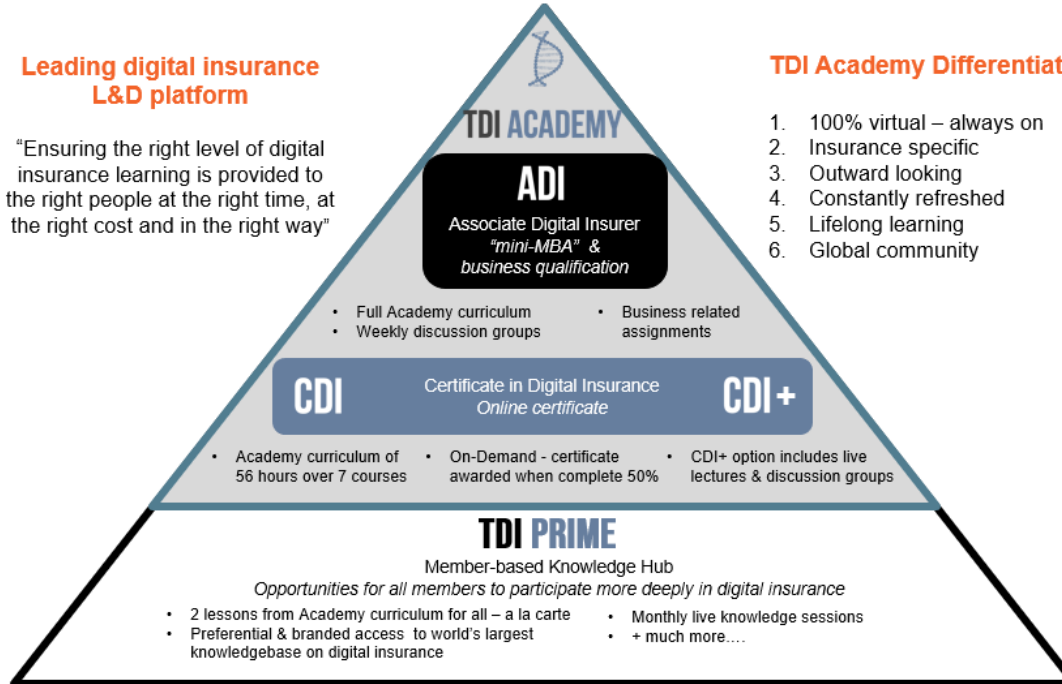 Leading digital insurance
L&D platform
“Ensuring the right level of digital
insurance learning is provided to
the right people at the right time, at
the right cost and in the right way”
TDI Academy Differentiat
1. 100% virtual – always on
2. Insurance specific
3. Outward looking
4. Constantly refreshed
5. Lifelong learning
6. Global community
TDI ACADEMY
ADI
Associate Digital Insurer
“mini-MBA” &
business qualification
• Full Academy curriculum
• Weekly discussion groups
• Business related
assignments
CDI
Certificate in Digital Insurance
Online certificate
CDI+
• Academy curriculum of
56 hours over 7 courses
• On-Demand - certificate
awarded when complete 50%
• CDI+ option includes live
lectures & discussion groups
TDI PRIME
Member-based Knowledge Hub
Opportunities for all members to participate more deeply in digital insurance
• 2 lessons from Academy curriculum for all – a la carte
• Preferential & branded access to world’s largest
knowledgebase on digital insurance
• Monthly live knowledge sessions
• + much more….